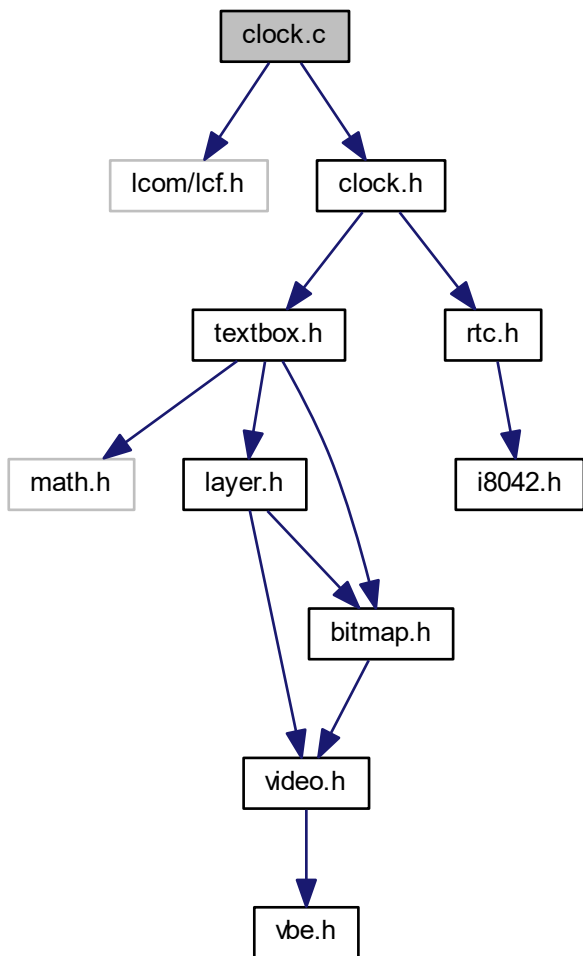 clock.c
lcom/lcf.h
clock.h
textbox.h
rtc.h
math.h
layer.h
i8042.h
bitmap.h
video.h
vbe.h